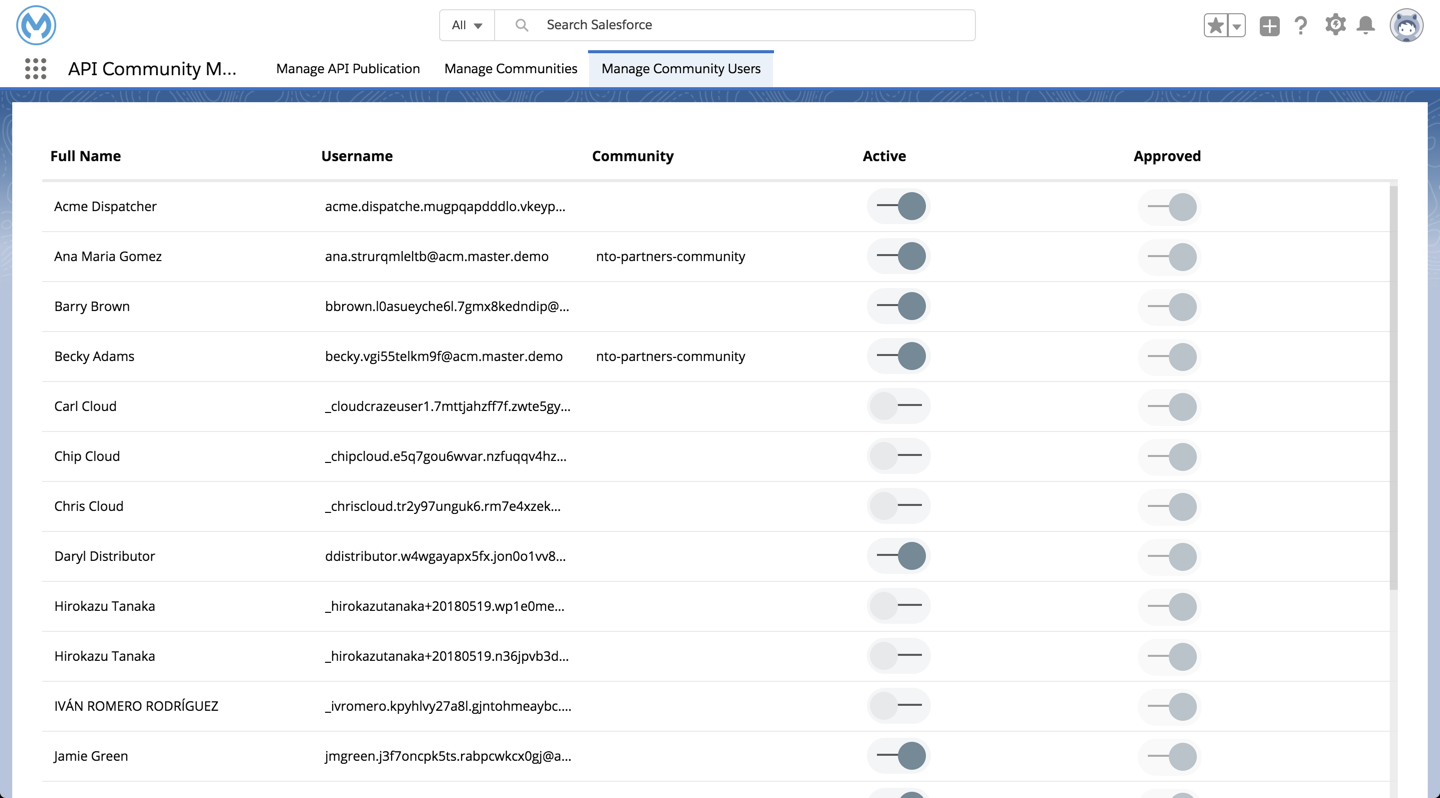 All Search Salesforce
API Community M... Manage API Publication Manage Communities Manage Community Users
Full Name Username Community Active Approved
Acme Dispatcher acme.dispatche.mugpqapdddlo.vkeyp...
Ana Maria Gomez ana.strurqmleltb@acm.master.demo nto-partners-community
Barry Brown bbrown.l0asueyche6l.7gmx8kedndip@...
Becky Adams becky.vgi55telkm9f@acm.master.demo nto-partners-community
Carl Cloud _cloudcrazeuser1.7mttjahzff7f.zwte5gy...
Chip Cloud _chipcloud.e5q7gou6wvar.nzfuqqv4hz...
Chris Cloud _chriscloud.tr2y97unguk6.rm7e4xzek...
Daryl Distributor ddistributor.w4wgayapx5fx.jon0o1vv8...
Hirokazu Tanaka _hirokazutanaka+20180519.wp1e0me...
Hirokazu Tanaka _hirokazutanaka+20180519.n36jpvb3d...
IVÁN ROMERO RODRÍGUEZ _ivromero.kpyhlvy27a8l.gjntohmeaybc....
Jamie Green jmgreen.j3f7oncpk5ts.rabpcwkcx0gj@a...